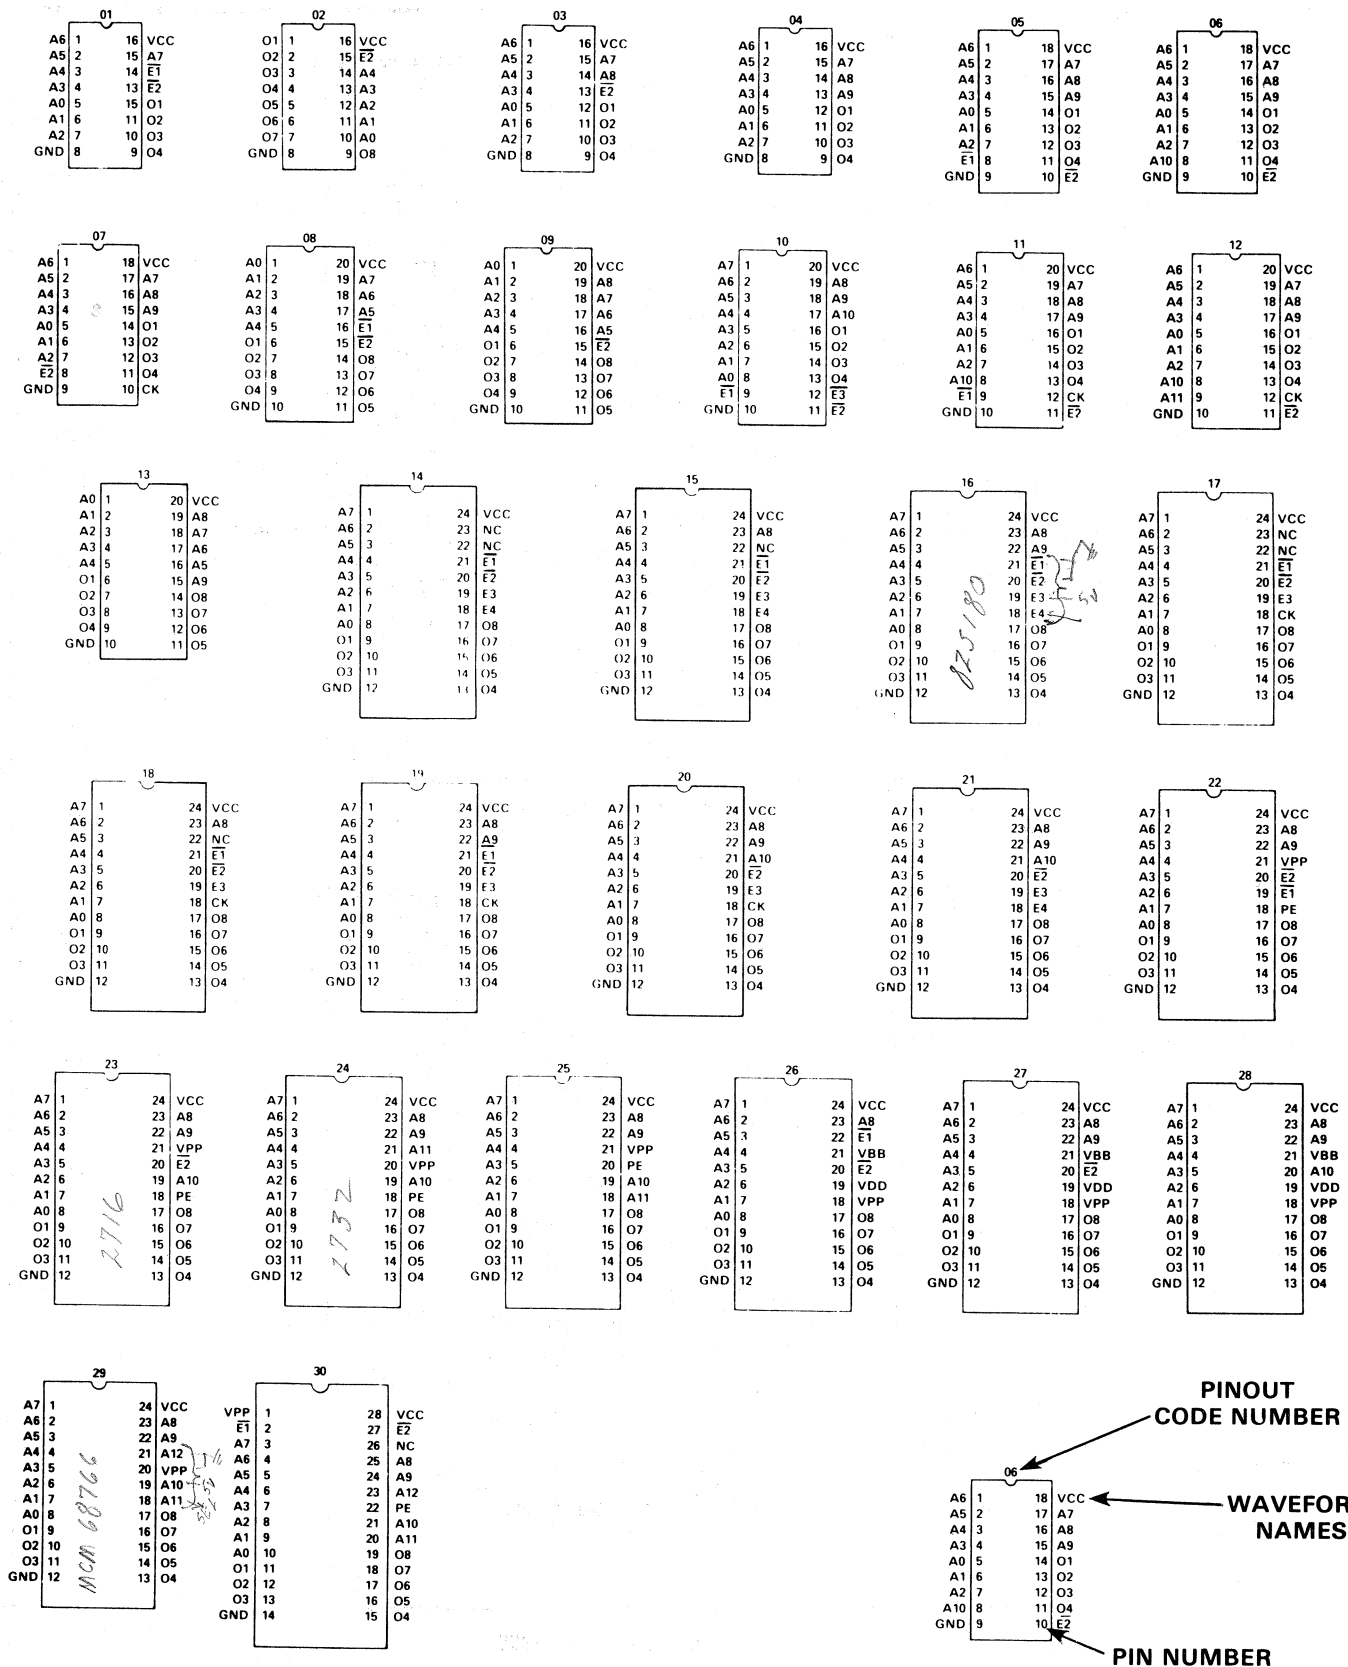 01
A6 1 16 VCC
A5 2 15 A7
A4 3 14 E1
A3 4 13 E2
A0 5 15 O1
A1 6 11 O2
A2 7 10 O3
GND 8 9 O4
02
O1 1 16 VCC
O2 2 15 E2
O3 3 14 A4
O4 4 13 A3
O5 5 12 A2
O6 6 11 A1
O7 7 10 A0
GND 8 9 O8
03
A6 1 16 VCC
A5 2 15 A7
A4 3 14 A8
A3 4 13 E2
A0 5 12 O1
A1 6 11 O2
A2 7 10 O3
GND 8 9 O4
04
A6 1 16 VCC
A5 2 15 A7
A4 3 14 A8
A3 4 13 A9
A0 5 12 O1
A1 6 11 O2
A2 7 10 O3
GND 8 9 O4
05
A6 1 18 VCC
A5 2 17 A7
A4 3 16 A8
A3 4 15 A9
A0 5 14 O1
A1 6 13 O2
A2 7 12 O3
E1 8 11 O4
GND 9 10 E2
06
A6 1 18 VCC
A5 2 17 A7
A4 3 16 A8
A3 4 15 A9
A0 5 14 O1
A1 6 13 O2
A2 7 12 O3
A10 8 11 O4
GND 9 10 E2
07
A6 1 18 VCC
A5 2 17 A7
A4 3 16 A8
A3 4 15 A9
A0 5 14 O1
A1 6 13 O2
A2 7 12 O3
E2 8 11 O4
GND 9 10 CK
08
A0 1 20 VCC
A1 2 19 A7
A2 3 18 A6
A3 4 17 A5
A4 5 16 E1
O1 6 15 E2
O2 7 14 O8
O3 8 13 O7
O4 9 12 O6
GND 10 11 O5
09
A0 1 20 VCC
A1 2 19 A8
A2 3 18 A7
A3 4 17 A6
A4 5 16 A5
O1 6 15 E2
O2 7 14 O8
O3 8 13 O7
O4 9 12 O6
GND 10 11 O5
10
A7 1 20 VCC
A6 2 19 A8
A5 3 18 A9
A4 4 17 A10
A3 5 16 O1
A2 6 15 O2
A1 7 14 O3
A0 8 13 O4
E1 9 12 E3
GND 10 11 E2
11
A6 1 20 VCC
A5 2 19 A7
A4 3 18 A8
A3 4 17 A9
A0 5 16 O1
A1 6 15 O2
A2 7 14 O3
A10 8 13 O4
E1 9 12 CK
GND 10 11 E2
12
A6 1 20 VCC
A5 2 19 A7
A4 3 18 A8
A3 4 17 A9
A0 5 16 O1
A1 6 15 O2
A2 7 14 O3
A10 8 13 O4
A11 9 12 CK
GND 10 11 E2
13
A0 1 20 VCC
A1 2 19 A8
A2 3 18 A7
A3 4 17 A6
A4 5 16 A5
O1 6 15 A9
O2 7 14 O8
O3 8 13 O7
O4 9 12 O6
GND 10 11 O5
14
A7 1 24 VCC
A6 2 23 NC
A5 3 22 NC
A4 4 21 E1
A3 5 20 E2
A2 6 19 E3
A1 7 18 E4
A0 8 17 O8
O1 9 16 O7
O2 10 15 O6
O3 11 14 O5
GND 12 13 O4
15
A7 1 24 VCC
A6 2 23 A8
A5 3 22 NC
A4 4 21 E1
A3 5 20 E2
A2 6 19 E3
A1 7 18 E4
A0 8 17 O8
O1 9 16 O7
O2 10 15 O6
O3 11 14 O5
GND 12 13 O4
16
A7 1 24 VCC
A6 2 23 A8
A5 3 22 A9
A4 4 21 E1
A3 5 20 E2
A2 6 19 E3
A1 7 18 E4
A0 8 17 O8
O1 9 16 O7
O2 10 15 O6
O3 11 14 O5
GND 12 13 O4
82S180
17
A7 1 24 VCC
A6 2 23 NC
A5 3 22 NC
A4 4 21 E1
A3 5 20 E2
A2 6 19 E3
A1 7 18 CK
A0 8 17 O8
O1 9 16 O7
O2 10 15 O6
O3 11 14 O5
GND 12 13 O4
18
A7 1 24 VCC
A6 2 23 A8
A5 3 22 NC
A4 4 21 E1
A3 5 20 E2
A2 6 19 E3
A1 7 18 CK
A0 8 17 O8
O1 9 16 O7
O2 10 15 O6
O3 11 14 O5
GND 12 13 O4
19
A7 1 24 VCC
A6 2 23 A8
A5 3 22 A9
A4 4 21 E1
A3 5 20 E2
A2 6 19 E3
A1 7 18 CK
A0 8 17 O8
O1 9 16 O7
O2 10 15 O6
O3 11 14 O5
GND 12 13 O4
20
A7 1 24 VCC
A6 2 23 A8
A5 3 22 A9
A4 4 21 A10
A3 5 20 E2
A2 6 19 E3
A1 7 18 CK
A0 8 17 O8
O1 9 16 O7
O2 10 15 O6
O3 11 14 O5
GND 12 13 O4
21
A7 1 24 VCC
A6 2 23 A8
A5 3 22 A9
A4 4 21 A10
A3 5 20 E2
A2 6 19 E3
A1 7 18 E4
A0 8 17 O8
O1 9 16 O7
O2 10 15 O6
O3 11 14 O5
GND 12 13 O4
22
A7 1 24 VCC
A6 2 23 A8
A5 3 22 A9
A4 4 21 VPP
A3 5 20 E2
A2 6 19 E1
A1 7 18 PE
A0 8 17 O8
O1 9 16 O7
O2 10 15 O6
O3 11 14 O5
GND 12 13 O4
23
A7 1 24 VCC
A6 2 23 A8
A5 3 22 A9
A4 4 21 VPP
A3 5 20 E2
A2 6 19 A10
A1 7 18 PE
A0 8 17 O8
O1 9 16 O7
O2 10 15 O6
O3 11 14 O5
GND 12 13 O4
2716
24
A7 1 24 VCC
A6 2 23 A8
A5 3 22 A9
A4 4 21 A11
A3 5 20 VPP
A2 6 19 A10
A1 7 18 PE
A0 8 17 O8
O1 9 16 O7
O2 10 15 O6
O3 11 14 O5
GND 12 13 O4
2732
25
A7 1 24 VCC
A6 2 23 A8
A5 3 22 A9
A4 4 21 VPP
A3 5 20 PE
A2 6 19 A10
A1 7 18 A11
A0 8 17 O8
O1 9 16 O7
O2 10 15 O6
O3 11 14 O5
GND 12 13 O4
26
A7 1 24 VCC
A6 2 23 A8
A5 3 22 E1
A4 4 21 VBB
A3 5 20 E2
A2 6 19 VDD
A1 7 18 VPP
A0 8 17 O8
O1 9 16 O7
O2 10 15 O6
O3 11 14 O5
GND 12 13 O4
27
A7 1 24 VCC
A6 2 23 A8
A5 3 22 A9
A4 4 21 VBB
A3 5 20 E2
A2 6 19 VDD
A1 7 18 VPP
A0 8 17 O8
O1 9 16 O7
O2 10 15 O6
O3 11 14 O5
GND 12 13 O4
28
A7 1 24 VCC
A6 2 23 A8
A5 3 22 A9
A4 4 21 VBB
A3 5 20 A10
A2 6 19 VDD
A1 7 18 VPP
A0 8 17 O8
O1 9 16 O7
O2 10 15 O6
O3 11 14 O5
GND 12 13 O4
29
A7 1 24 VCC
A6 2 23 A8
A5 3 22 A9
A4 4 21 A12
A3 5 20 VPP
A2 6 19 A10
A1 7 18 A11
A0 8 17 O8
O1 9 16 O7
O2 10 15 O6
O3 11 14 O5
GND 12 13 O4
MCM 68766
30
VPP 1 28 VCC
E1 2 27 E2
A7 3 26 NC
A6 4 25 A8
A5 5 24 A9
A4 6 23 A12
A3 7 22 PE
A2 8 21 A10
A1 9 20 A11
A0 10 19 O8
O1 11 18 O7
O2 12 17 O6
O3 13 16 O5
GND 14 15 O4
PINOUT
CODE NUMBER
06
A6 1 18 VCC
A5 2 17 A7
A4 3 16 A8
A3 4 15 A9
A0 5 14 O1
A1 6 13 O2
A2 7 12 O3
A10 8 11 O4
GND 9 10 E2
WAVEFOR
NAMES
PIN NUMBER